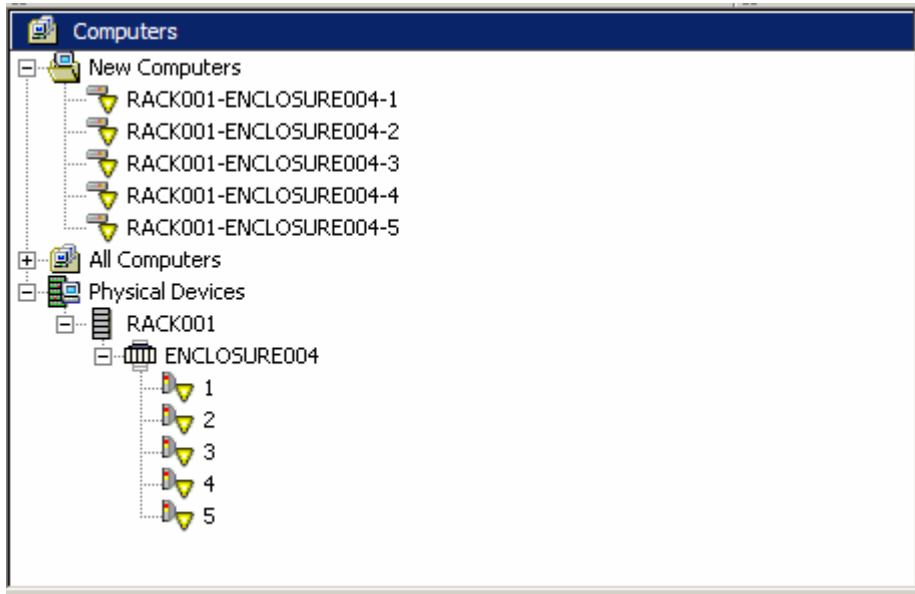 Computers
New Computers
RACK001-ENCLOSURE004-1
RACK001-ENCLOSURE004-2
RACK001-ENCLOSURE004-3
RACK001-ENCLOSURE004-4
RACK001-ENCLOSURE004-5
All Computers
Physical Devices
RACK001
ENCLOSURE004
1
2
3
4
5